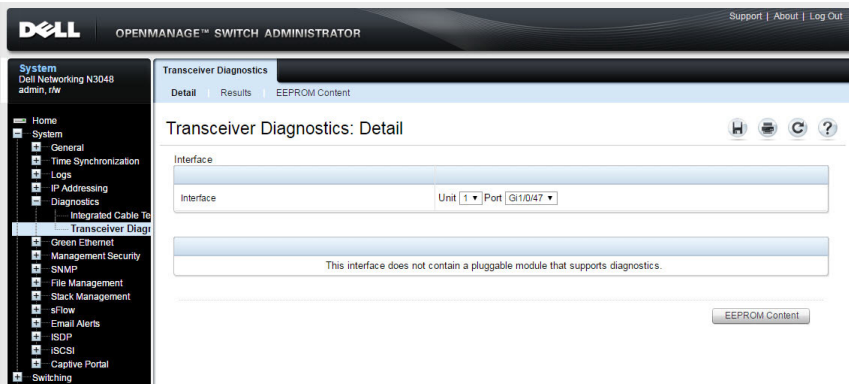 Support | About | Log Out
DELL OPENMANAGE™ SWITCH ADMINISTRATOR
System
Dell Networking N3048
admin, r/w
Home
System
General
Time Synchronization
Logs
IP Addressing
Diagnostics
Integrated Cable Te
Transceiver Diagr
Green Ethernet
Management Security
SNMP
File Management
Stack Management
sFlow
Email Alerts
ISDP
iSCSI
Captive Portal
Switching
Transceiver Diagnostics
Detail Results EEPROM Content
Transceiver Diagnostics: Detail
Interface
Interface Unit 1 Port Gi1/0/47
This interface does not contain a pluggable module that supports diagnostics.
EEPROM Content